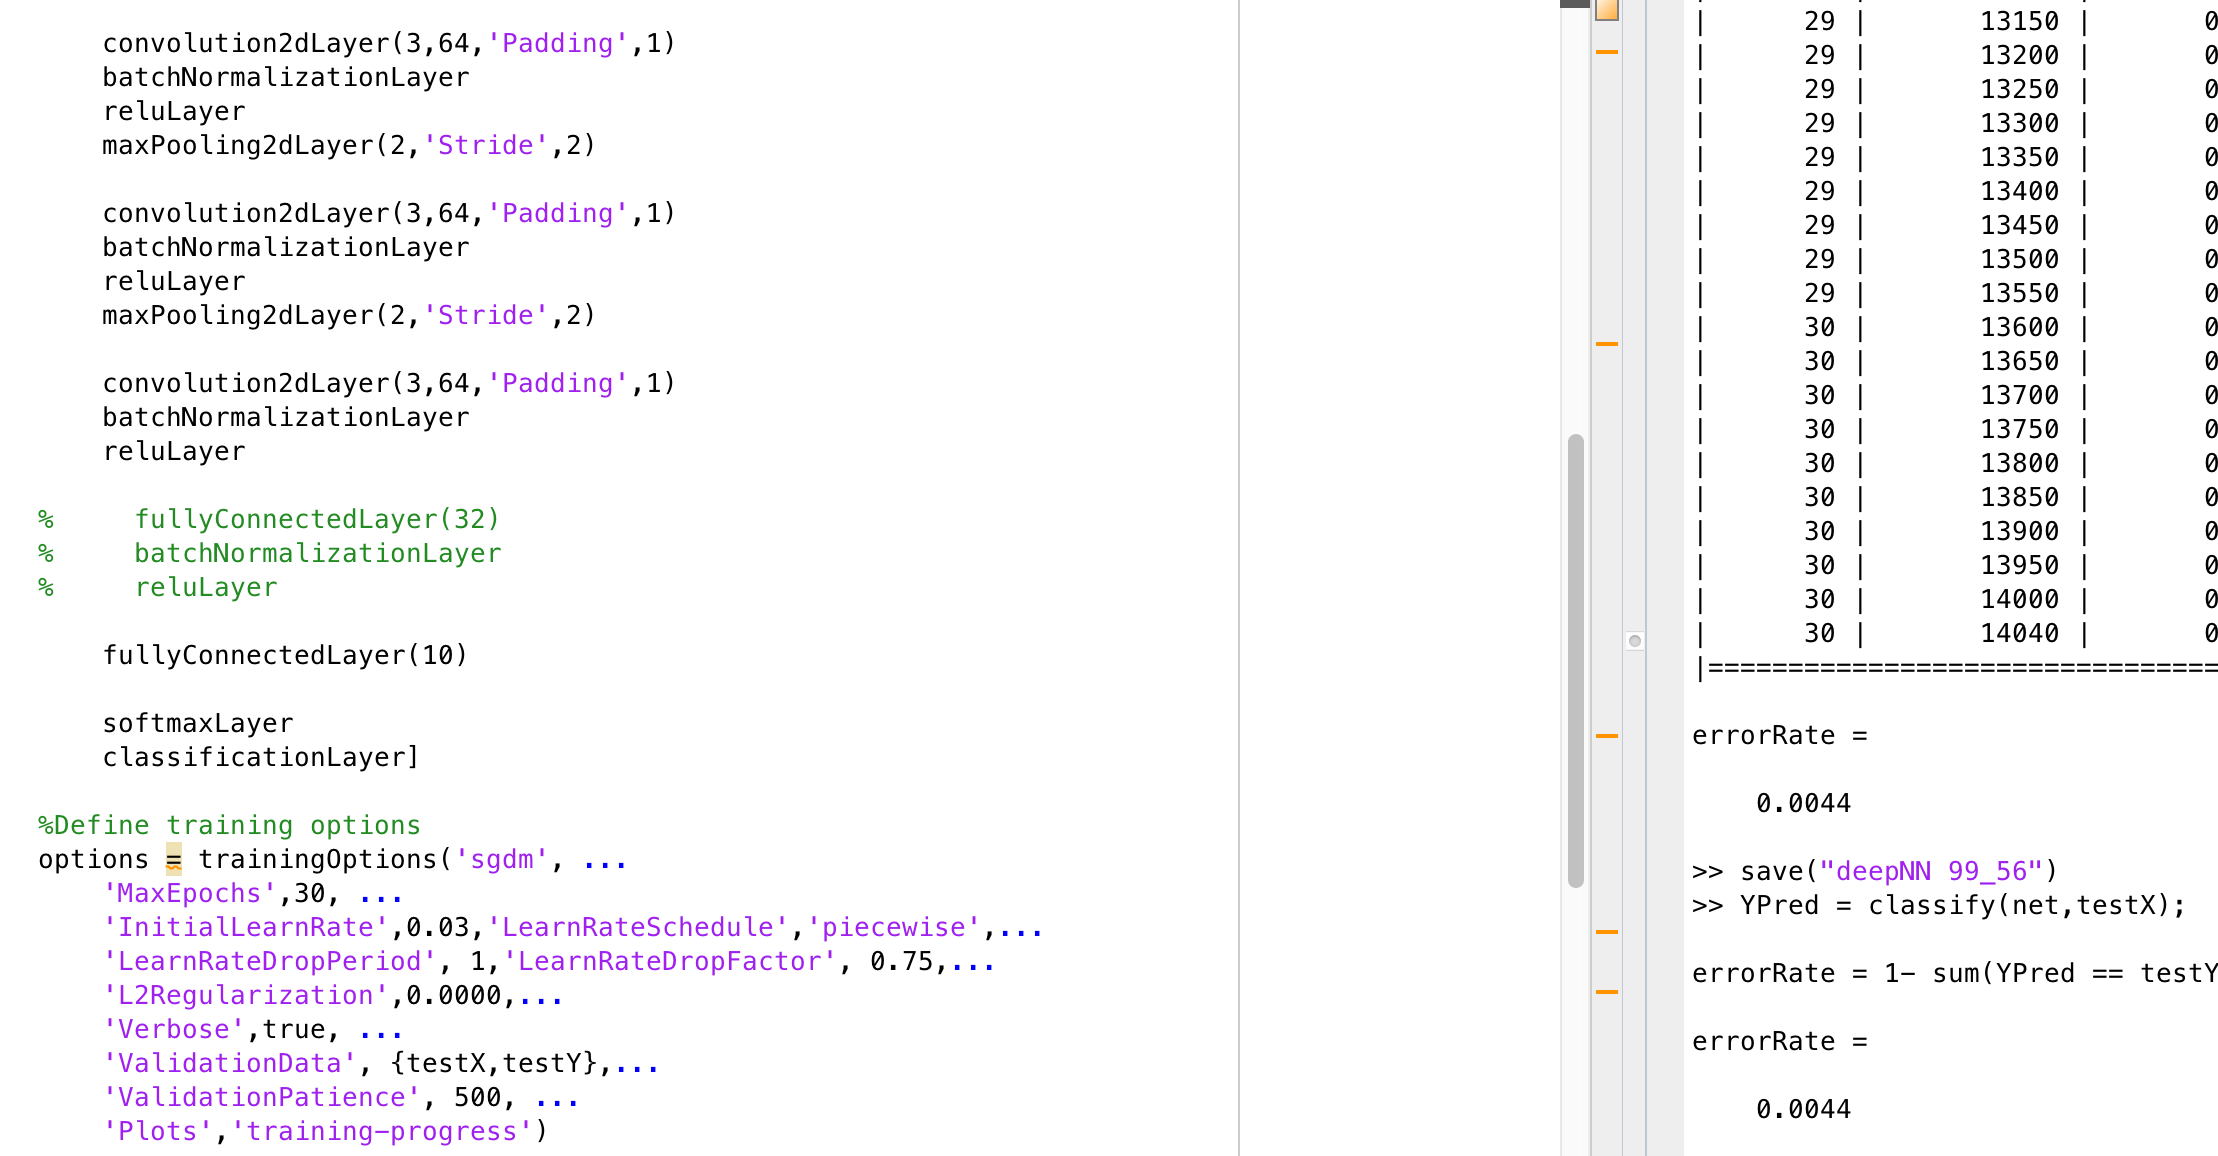 convolution2dLayer(3,64,'Padding',1)
batchNormalizationLayer
reluLayer
maxPooling2dLayer(2,'Stride',2)
convolution2dLayer(3,64,'Padding',1)
batchNormalizationLayer
reluLayer
maxPooling2dLayer(2,'Stride',2)
convolution2dLayer(3,64,'Padding',1)
batchNormalizationLayer
reluLayer
% fullyConnectedLayer(32)
% batchNormalizationLayer
% reluLayer
fullyConnectedLayer(10)
softmaxLayer
classificationLayer]
%Define training options
options = trainingOptions('sgdm', ...
'MaxEpochs',30, ...
'InitialLearnRate',0.03,'LearnRateSchedule','piecewise',...
'LearnRateDropPeriod', 1,'LearnRateDropFactor', 0.75,...
'L2Regularization',0.0000,...
'Verbose',true, ...
'ValidationData', {testX,testY},...
'ValidationPatience', 500, ...
'Plots','training-progress')
| 29 | 13150 | 0
| 29 | 13200 | 0
| 29 | 13250 | 0
| 29 | 13300 | 0
| 29 | 13350 | 0
| 29 | 13400 | 0
| 29 | 13450 | 0
| 29 | 13500 | 0
| 29 | 13550 | 0
| 30 | 13600 | 0
| 30 | 13650 | 0
| 30 | 13700 | 0
| 30 | 13750 | 0
| 30 | 13800 | 0
| 30 | 13850 | 0
| 30 | 13900 | 0
| 30 | 13950 | 0
| 30 | 14000 | 0
| 30 | 14040 | 0
|================================
errorRate =
0.0044
>> save("deepNN 99_56")
>> YPred = classify(net,testX);
errorRate = 1- sum(YPred == testY
errorRate =
0.0044